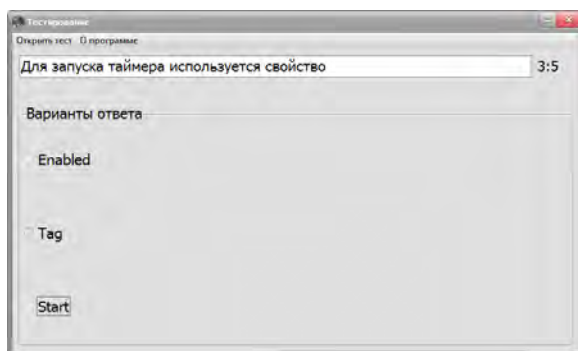 Тестирование
Открыть тест О программе
Для запуска таймера используется свойство 3:5
Варианты ответа
Enabled
Tag
Start